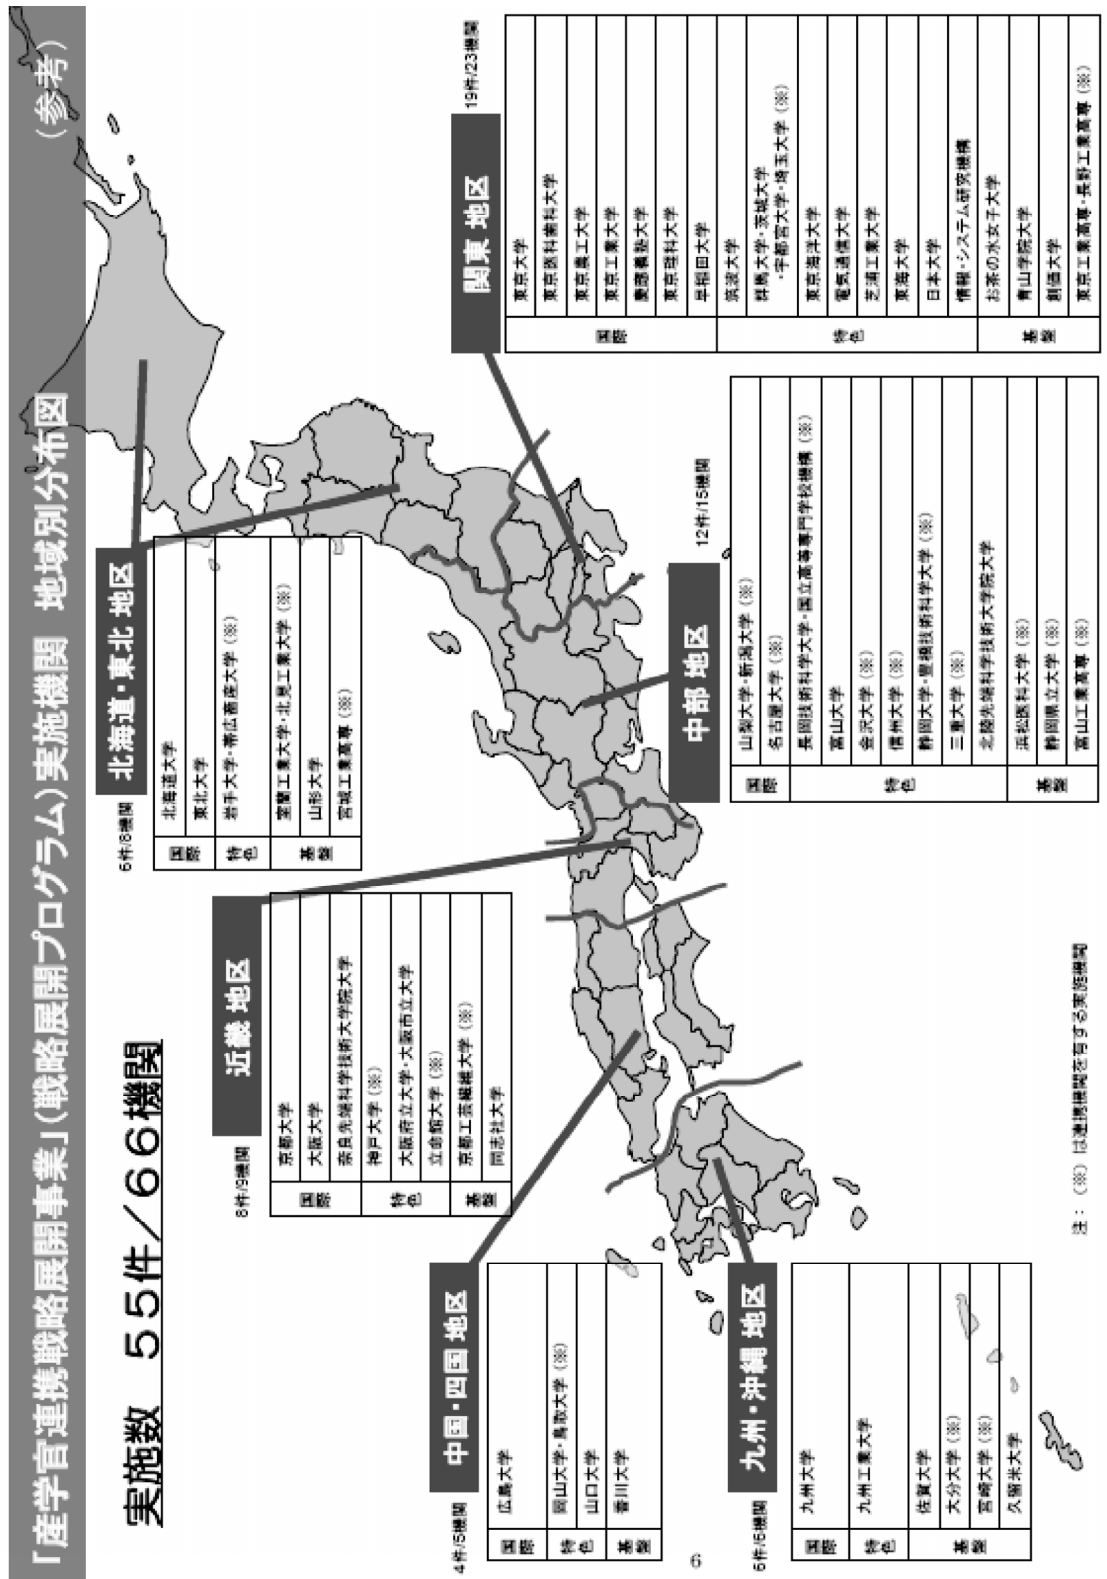 「産学官連携戦略展開事業」(戦略展開プログラム)実施機関　地域別分布図　(参考)
実施数　55件/66機関
北海道・東北 地区
6件/8機関
国際
北海道大学
東北大学
特色
岩手大学・帯広畜産大学(※)
基盤
室蘭工業大学・北見工業大学(※)
山形大学
宮城工業高専(※)
関東 地区
19件/23機関
国際
東京大学
東京医科歯科大学
東京農工大学
東京工業大学
慶應義塾大学
東京理科大学
早稲田大学
特色
筑波大学
群馬大学・茨城大学
・宇都宮大学・埼玉大学(※)
東京海洋大学
電気通信大学
芝浦工業大学
東海大学
日本大学
情報・システム研究機構
基盤
お茶の水女子大学
青山学院大学
創価大学
東京工業高専・長野工業高専(※)
中部 地区
12件/15機関
国際
山梨大学・新潟大学(※)
名古屋大学(※)
特色
長岡技術科学大学・国立高等専門学校機構(※)
富山大学
金沢大学(※)
信州大学(※)
静岡大学・豊橋技術科学大学(※)
三重大学(※)
北陸先端科学技術大学院大学
基盤
浜松医科大学(※)
静岡県立大学(※)
富山工業高専(※)
近畿 地区
8件/9機関
国際
京都大学
大阪大学
奈良先端科学技術大学院大学
特色
神戸大学(※)
大阪府立大学・大阪市立大学
立命館大学(※)
基盤
京都工芸繊維大学(※)
同志社大学
中国・四国 地区
4件/5機関
国際
広島大学
特色
岡山大学・鳥取大学(※)
山口大学
基盤
香川大学
九州・沖縄 地区
6件/6機関
国際
九州大学
特色
九州工業大学
基盤
佐賀大学
大分大学(※)
宮崎大学(※)
久留米大学
注：(※)は連携機関を有する実施機関
6